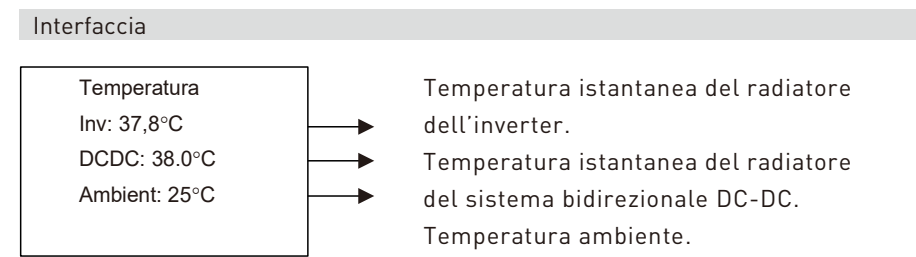 Interfaccia
Temperatura
Inv: 37,8°C
DCDC: 38.0°C
Ambient: 25°C
Temperatura istantanea del radiatore
dell'inverter.
Temperatura istantanea del radiatore
del sistema bidirezionale DC-DC.
Temperatura ambiente.